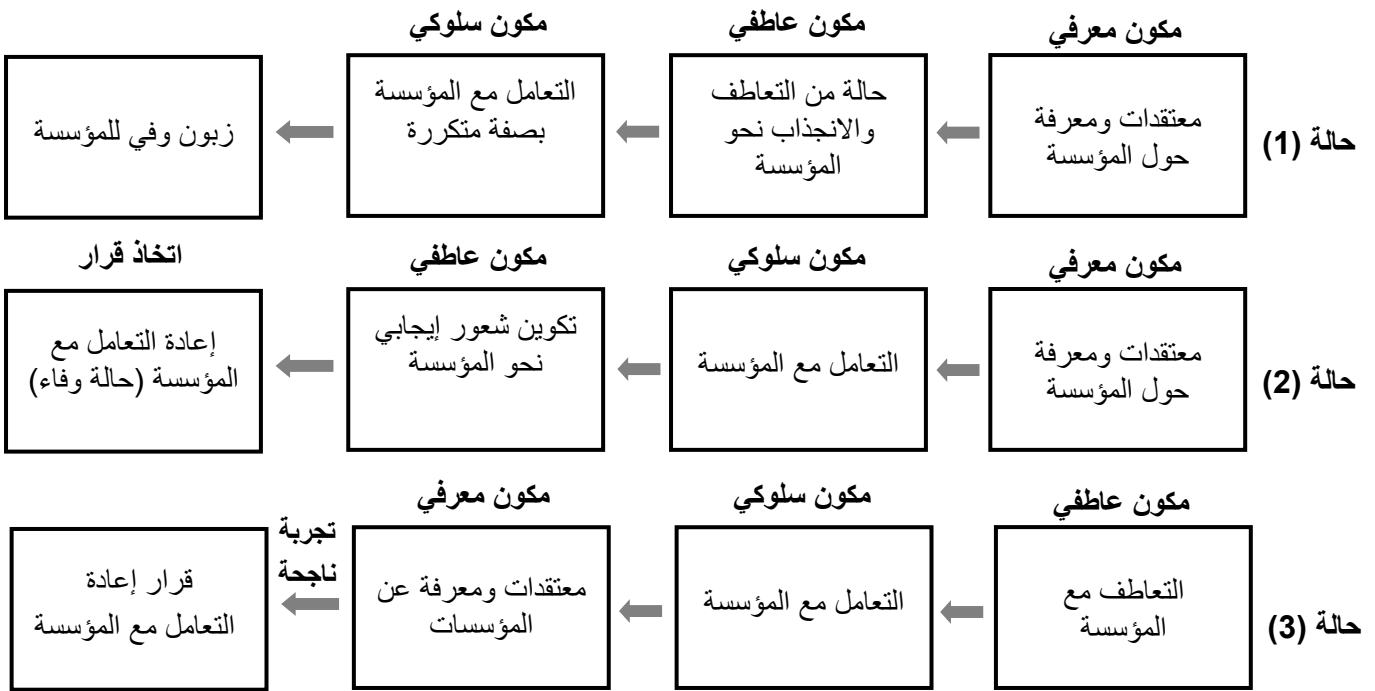 مكون معرفي
مكون عاطفي
مكون سلوكي
حالة (1)
معتقدات ومعرفة
حول المؤسسة
حالة من التعاطف
والانجذاب نحو
المؤسسة
التعامل مع المؤسسة
بصفة متكررة
زبون وفي للمؤسسة
مكون معرفي
مكون سلوكي
مكون عاطفي
اتخاذ قرار
حالة (2)
معتقدات ومعرفة
حول المؤسسة
التعامل مع المؤسسة
تكوين شعور إيجابي
نحو المؤسسة
إعادة التعامل مع
المؤسسة (حالة وفاء)
مكون عاطفي
مكون سلوكي
مكون معرفي
تجربة
ناجحة
حالة (3)
التعاطف مع
المؤسسة
التعامل مع المؤسسة
معتقدات ومعرفة عن
المؤسسات
قرار إعادة
التعامل مع المؤسسة